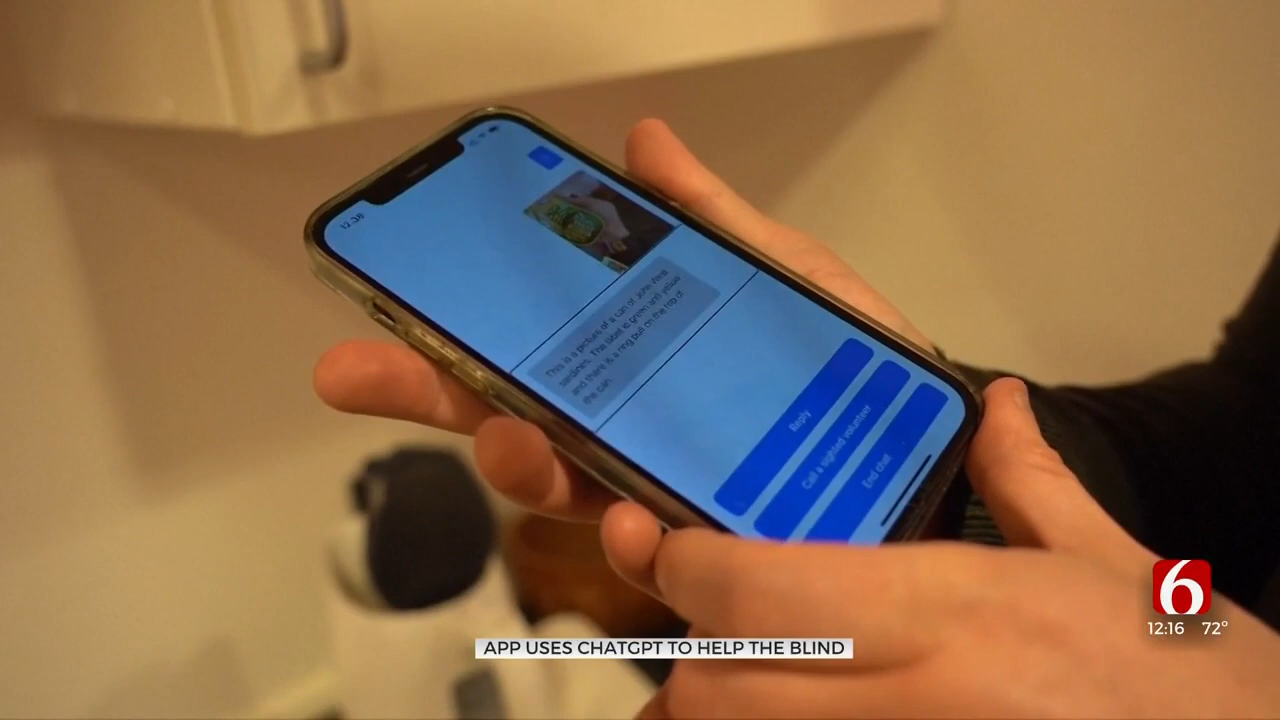 12:38
This is a picture of a can of John West
sardines. The label is green and yellow
and there is a ring pull on the top of
the can.
Reply
Call a sighted volunteer
End chat
6
12:16 72°
APP USES CHATGPT TO HELP THE BLIND